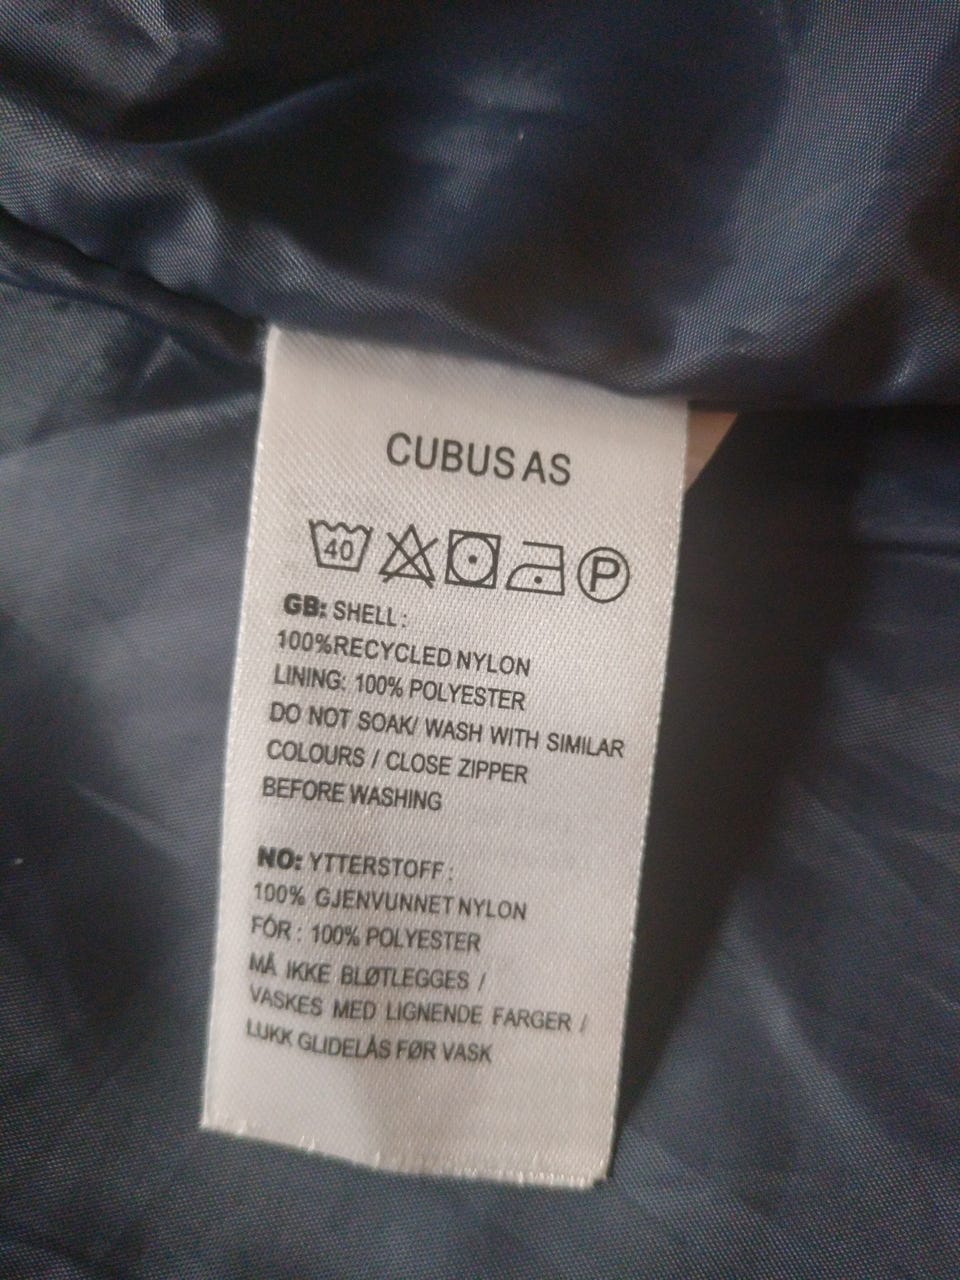 CUBUS AS
40 P
GB: SHELL :
100%RECYCLED NYLON
LINING: 100% POLYESTER
DO NOT SOAK/ WASH WITH SIMILAR
COLOURS / CLOSE ZIPPER
BEFORE WASHING
NO: YTTERSTOFF :
100% GJENVUNNET NYLON
FÓR : 100% POLYESTER
MÅ IKKE BLØTLEGGES /
VASKES MED LIGNENDE FARGER /
LUKK GLIDELÅS FØR VASK